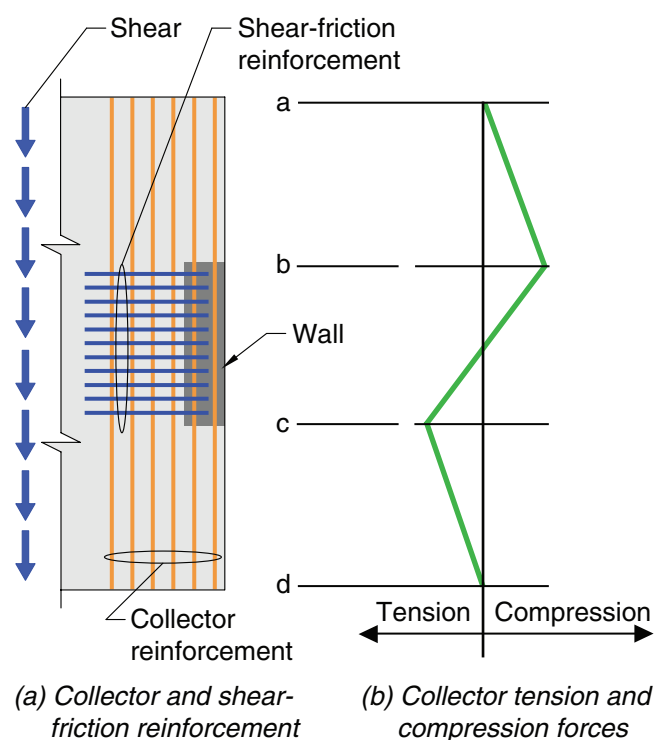 Shear
Shear-friction
reinforcement
Wall
Collector
reinforcement
a
b
c
d
Tension
Compression
(a) Collector and shear-
friction reinforcement
(b) Collector tension and
compression forces